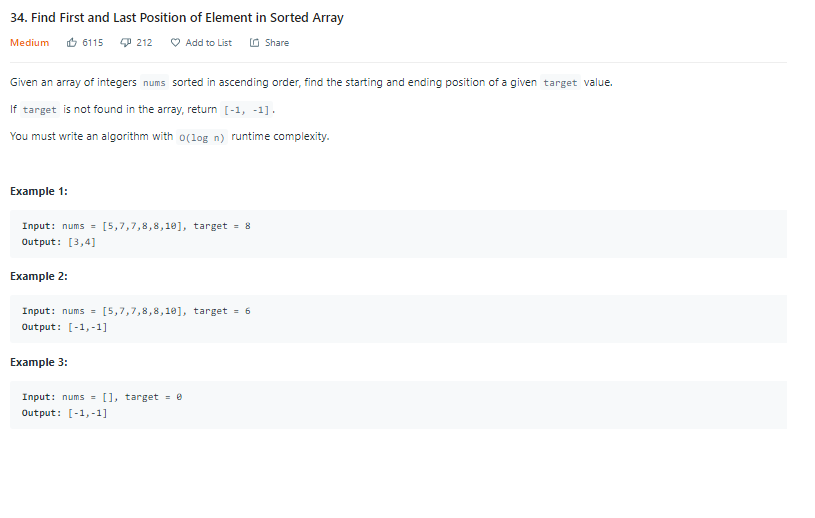 34. Find First and Last Position of Element in Sorted Array
Medium 6115 212 Add to List Share
Given an array of integers nums sorted in ascending order, find the starting and ending position of a given target value.
If target is not found in the array, return [-1, -1].
You must write an algorithm with O(log n) runtime complexity.
Example 1:
Input: nums = [5,7,7,8,8,10], target = 8
Output: [3,4]
Example 2:
Input: nums = [5,7,7,8,8,10], target = 6
Output: [-1,-1]
Example 3:
Input: nums = [], target = 0
Output: [-1,-1]